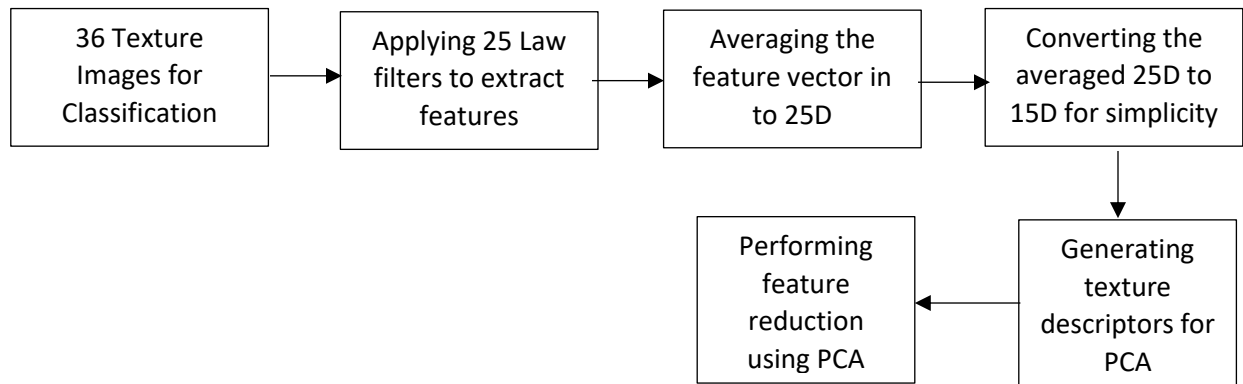 36 Texture
Images for
Classification
Applying 25 Law
filters to extract
features
Averaging the
feature vector in
to 25D
Converting the
averaged 25D to
15D for simplicity
Generating
texture
descriptors for
PCA
Performing
feature
reduction
using PCA